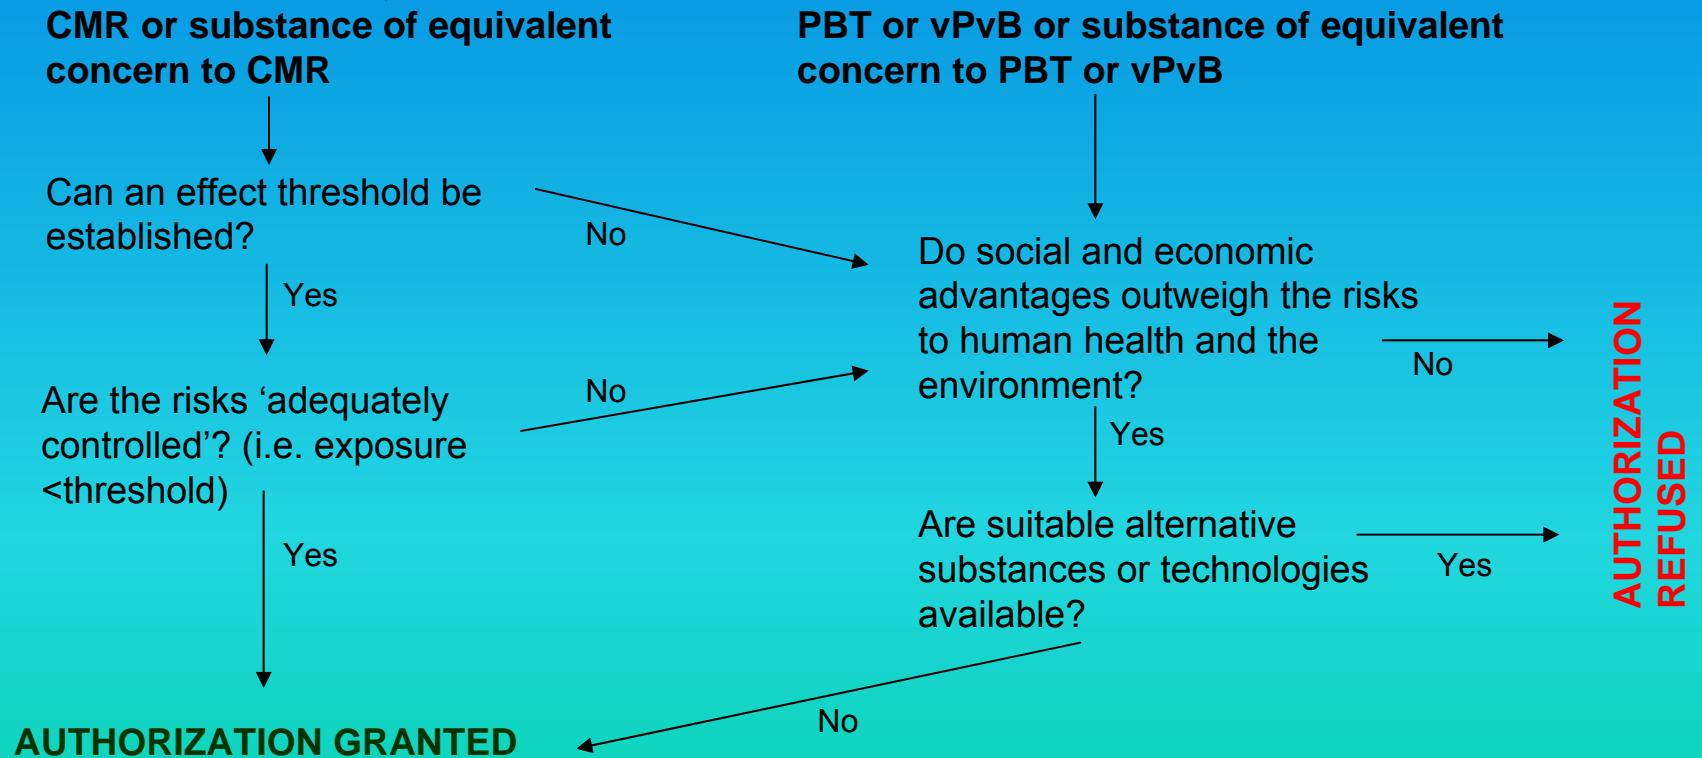 CMR or substance of equivalent
concern to CMR
PBT or vPvB or substance of equivalent
concern to PBT or vPvB
Can an effect threshold be
established?
No
Yes
Do social and economic
advantages outweigh the risks
to human health and the
environment?
No
Yes
Are the risks ‘adequately
controlled’? (i.e. exposure
<threshold)
No
Yes
Are suitable alternative
substances or technologies
available?
Yes
No
AUTHORIZATION
REFUSED
AUTHORIZATION GRANTED